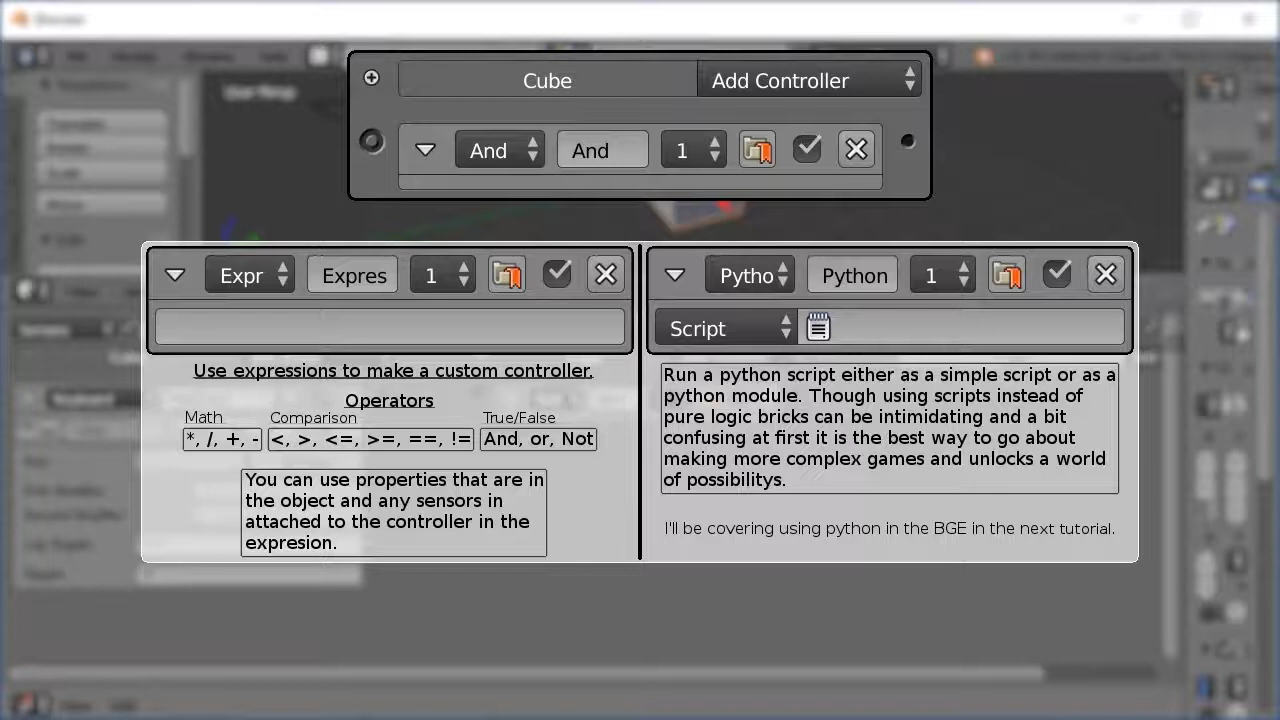 Cube Add Controller
And And 1
Expr Expres 1
Pytho Python 1
Script
Use expressions to make a custom controller.
Operators
Math Comparison True/False
*, /, +, - <, >, <=, >=, ==, != And, or, Not
You can use properties that are in
the object and any sensors in
attached to the controller in the
expresion.
Run a python script either as a simple script or as a
python module. Though using scripts instead of
pure logic bricks can be intimidating and a bit
confusing at first it is the best way to go about
making more complex games and unlocks a world
of possibilitys.
I'll be covering using python in the BGE in the next tutorial.